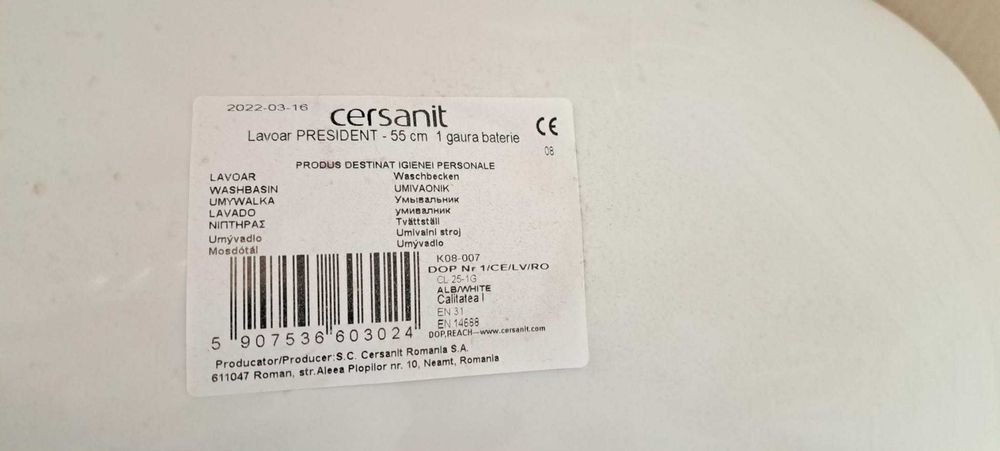 2022-03-16
cersanit
CE
Lavoar PRESIDENT - 55 cm 1 gaura baterie
08
PRODUS DESTINAT IGIENEI PERSONALE
LAVOAR
WASHBASIN
UMYWALKA
LAVADO
ΝΙΠΤΗΡΑΣ
Umývadlo
Mosdótál
Waschbecken
UMIVAONIK
Умывальник
умивалник
Tvättställ
Umivalni stroj
Umývadlo
K08-007
DOP Nr 1/CE/LV/RO
CL 25-1G
ALB/WHITE
Calitatea I
EN 31
EN 14688
DOP,REACH—www.cersanit.com
5 907536 603024
Producator/Producer:S.C. Cersanit Romania S.A.
611047 Roman, str.Aleea Plopilor nr. 10, Neamt, Romania